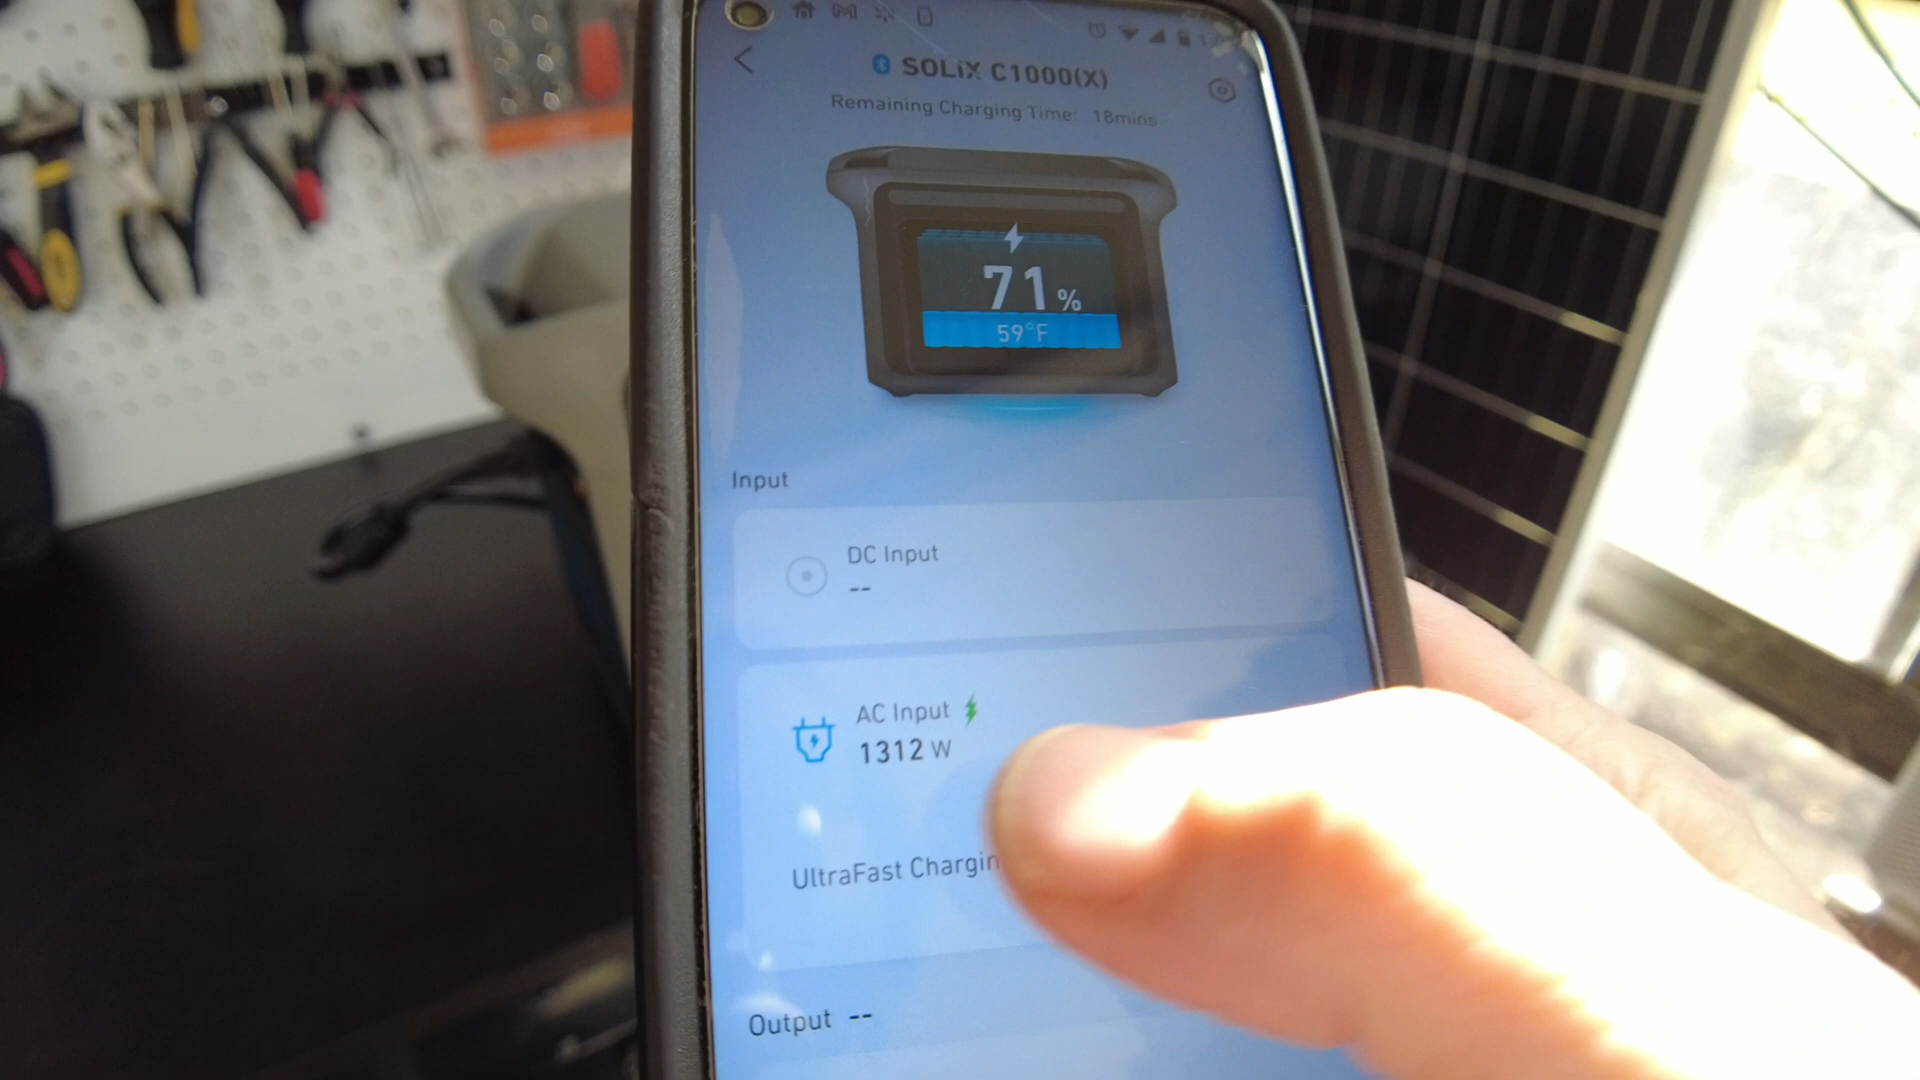 SOLIX C1000(X)
Remaining Charging Time: 18mins
71%
59°F
Input
DC Input
--
AC Input
1312 W
UltraFast Chargin
Output --